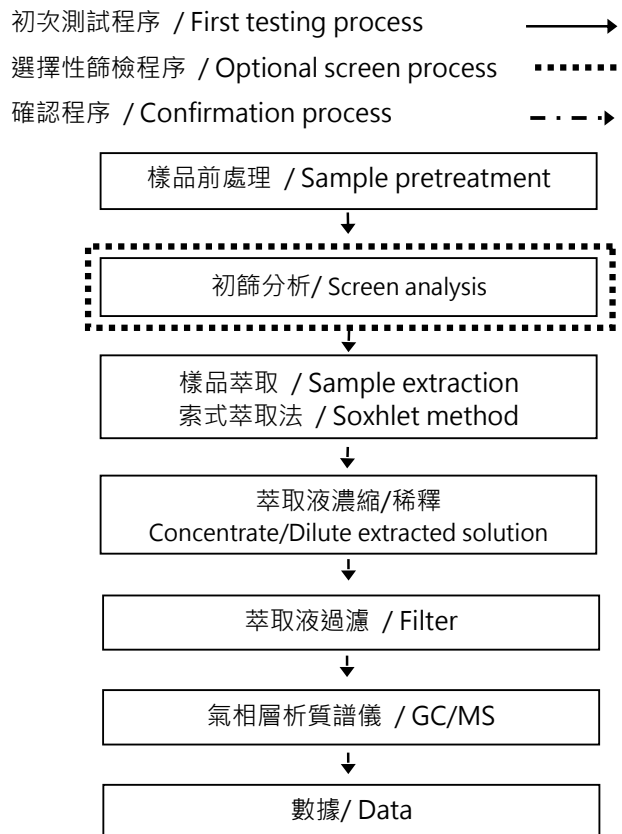 初次測試程序 / First testing process
選擇性篩檢程序 / Optional screen process
確認程序 / Confirmation process
樣品前處理 / Sample pretreatment
初篩分析/ Screen analysis
樣品萃取 / Sample extraction
索式萃取法 / Soxhlet method
萃取液濃縮/稀釋
Concentrate/Dilute extracted solution
萃取液過濾 / Filter
氣相層析質譜儀 / GC/MS
數據/ Data